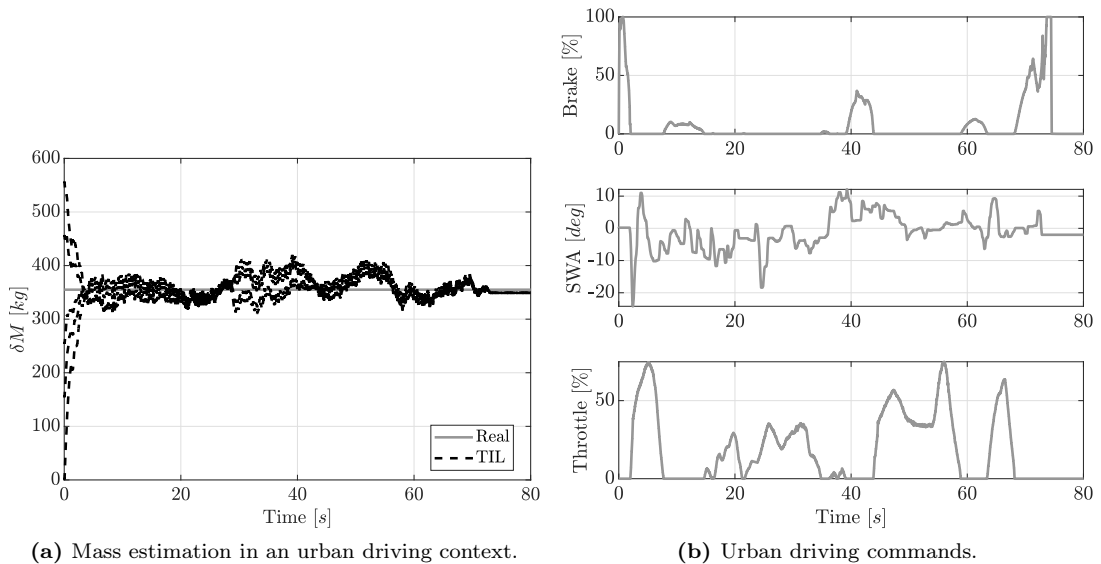 600
500
400
300
200
100
0
0 20 40 60 80
δM [kg]
Time [s]
Real
TIL
(a) Mass estimation in an urban driving context.
100
50
0
0 20 40 60 80
Brake [%]
10
0
-10
-20
0 20 40 60 80
SWA [deg]
50
0
0 20 40 60 80
Throttle [%]
Time [s]
(b) Urban driving commands.